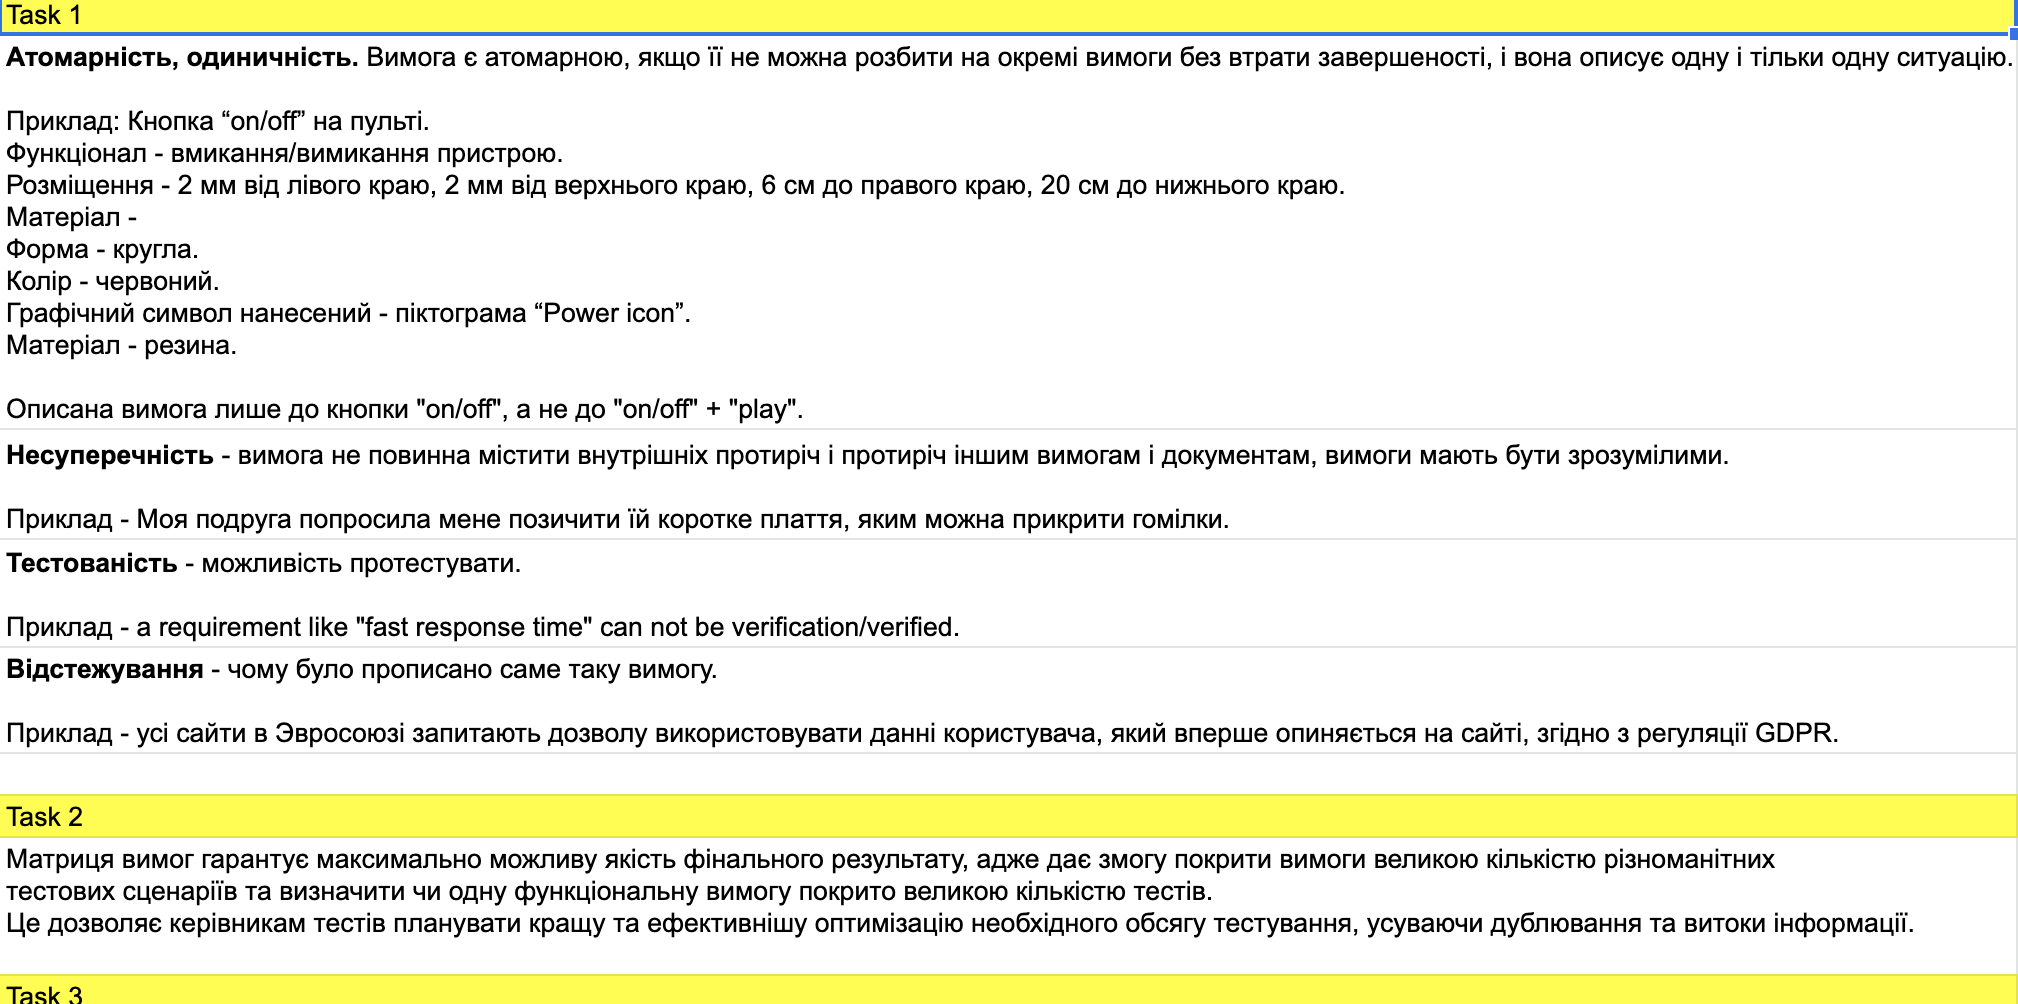 Task 1
Атомарність, одиничність. Вимога є атомарною, якщо її не можна розбити на окремі вимоги без втрати завершеності, і вона описує одну і тільки одну ситуацію.
Приклад: Кнопка “on/off” на пульті.
Функціонал - вмикання/вимикання пристрою.
Розміщення - 2 мм від лівого краю, 2 мм від верхнього краю, 6 см до правого краю, 20 см до нижнього краю.
Матеріал -
Форма - кругла.
Колір - червоний.
Графічний символ нанесений - піктограма “Power icon”.
Матеріал - резина.
Описана вимога лише до кнопки "on/off", а не до "on/off" + "play".
Несуперечність - вимога не повинна містити внутрішніх протиріч і протиріч іншим вимогам і документам, вимоги мають бути зрозумілими.
Приклад - Моя подруга попросила мене позичити їй коротке плаття, яким можна прикрити гомілки.
Тестованість - можливість протестувати.
Приклад - a requirement like "fast response time" can not be verification/verified.
Відстежування - чому було прописано саме таку вимогу.
Приклад - усі сайти в Эвросоюзі запитають дозволу використовувати данні користувача, який вперше опиняється на сайті, згідно з регуляції GDPR.
Task 2
Матриця вимог гарантує максимально можливу якість фінального результату, адже дає змогу покрити вимоги великою кількістю різноманітних
тестових сценаріїв та визначити чи одну функціональну вимогу покрито великою кількістю тестів.
Це дозволяє керівникам тестів планувати кращу та ефективнішу оптимізацію необхідного обсягу тестування, усуваючи дублювання та витоки інформації.
Task 3